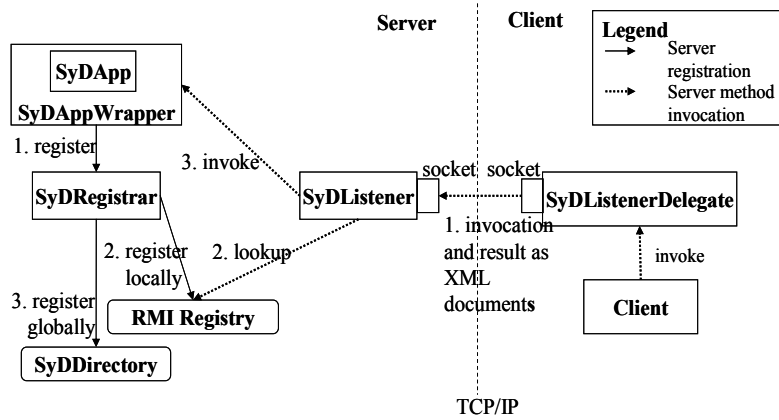 Server
Client
Legend
Server
registration
Server method
invocation
SyDApp
SyDAppWrapper
1. register
3. invoke
socket
socket
SyDRegistrar
SyDListener
SyDListenerDelegate
2. register
locally
2. lookup
1. invocation
and result as
XML
documents
invoke
3. register
globally
RMI Registry
Client
SyDDirectory
TCP/IP